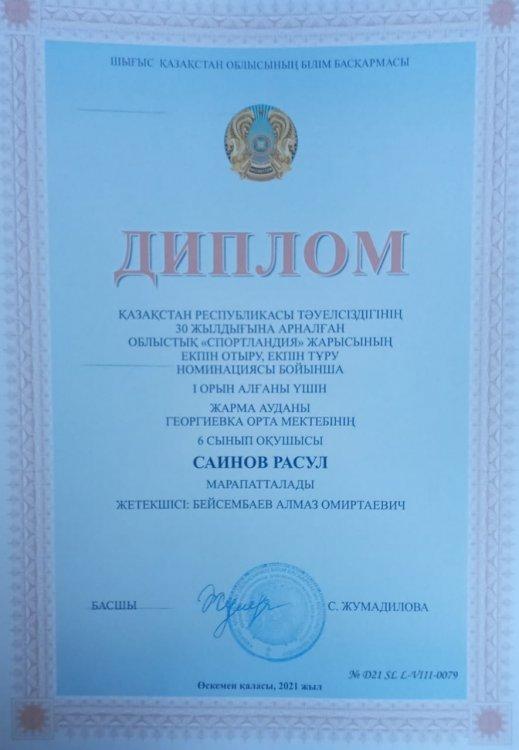 ШЫҒЫС ҚАЗАҚСТАН ОБЛЫСЫНЫҢ БІЛІМ БАСҚАРМАСЫ
ДИПЛОМ
ҚАЗАҚСТАН РЕСПУБЛИКАСЫ ТӘУЕЛСІЗДІГІНІҢ
30 ЖЫЛДЫҒЫНА АРНАЛҒАН
ОБЛЫСТЫҚ «СПОРТЛАНДИЯ» ЖАРЫСЫНЫҢ
ЕКПІН ОТЫРУ, ЕКПІН ТҰРУ
НОМИНАЦИЯСЫ БОЙЫНША
І ОРЫН АЛҒАНЫ ҮШІН
ЖАРМА АУДАНЫ
ГЕОРГИЕВКА ОРТА МЕКТЕБІНІҢ
6 СЫНЫП ОҚУШЫСЫ
САИНОВ РАСУЛ
МАРАПАТТАЛАДЫ
ЖЕТЕКШІСІ: БЕЙСЕМБАЕВ АЛМАЗ ОМИРТАЕВИЧ
БАСШЫ С. ЖУМАДИЛОВА
№ D21 SL L-VIII-0079
Өскемен қаласы, 2021 жыл